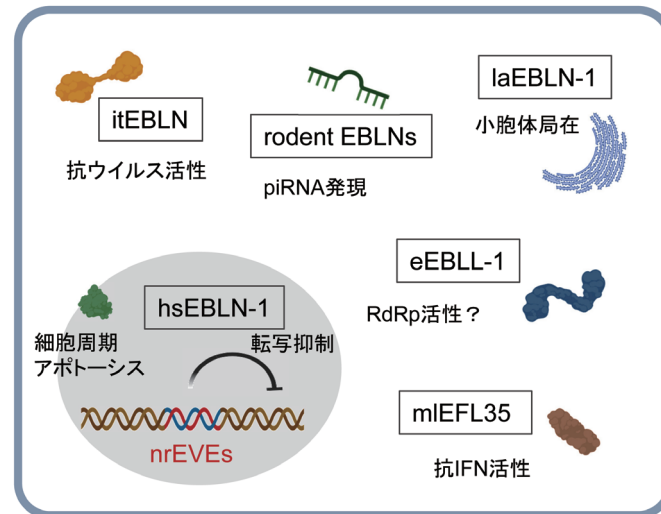 itEBLN
抗ウイルス活性
rodent EBLNs
piRNA発現
laEBLN-1
小胞体局在
eEBLL-1
RdRp活性？
hsEBLN-1
細胞周期
アポトーシス
転写抑制
nrEVEs
mlEFL35
抗IFN活性